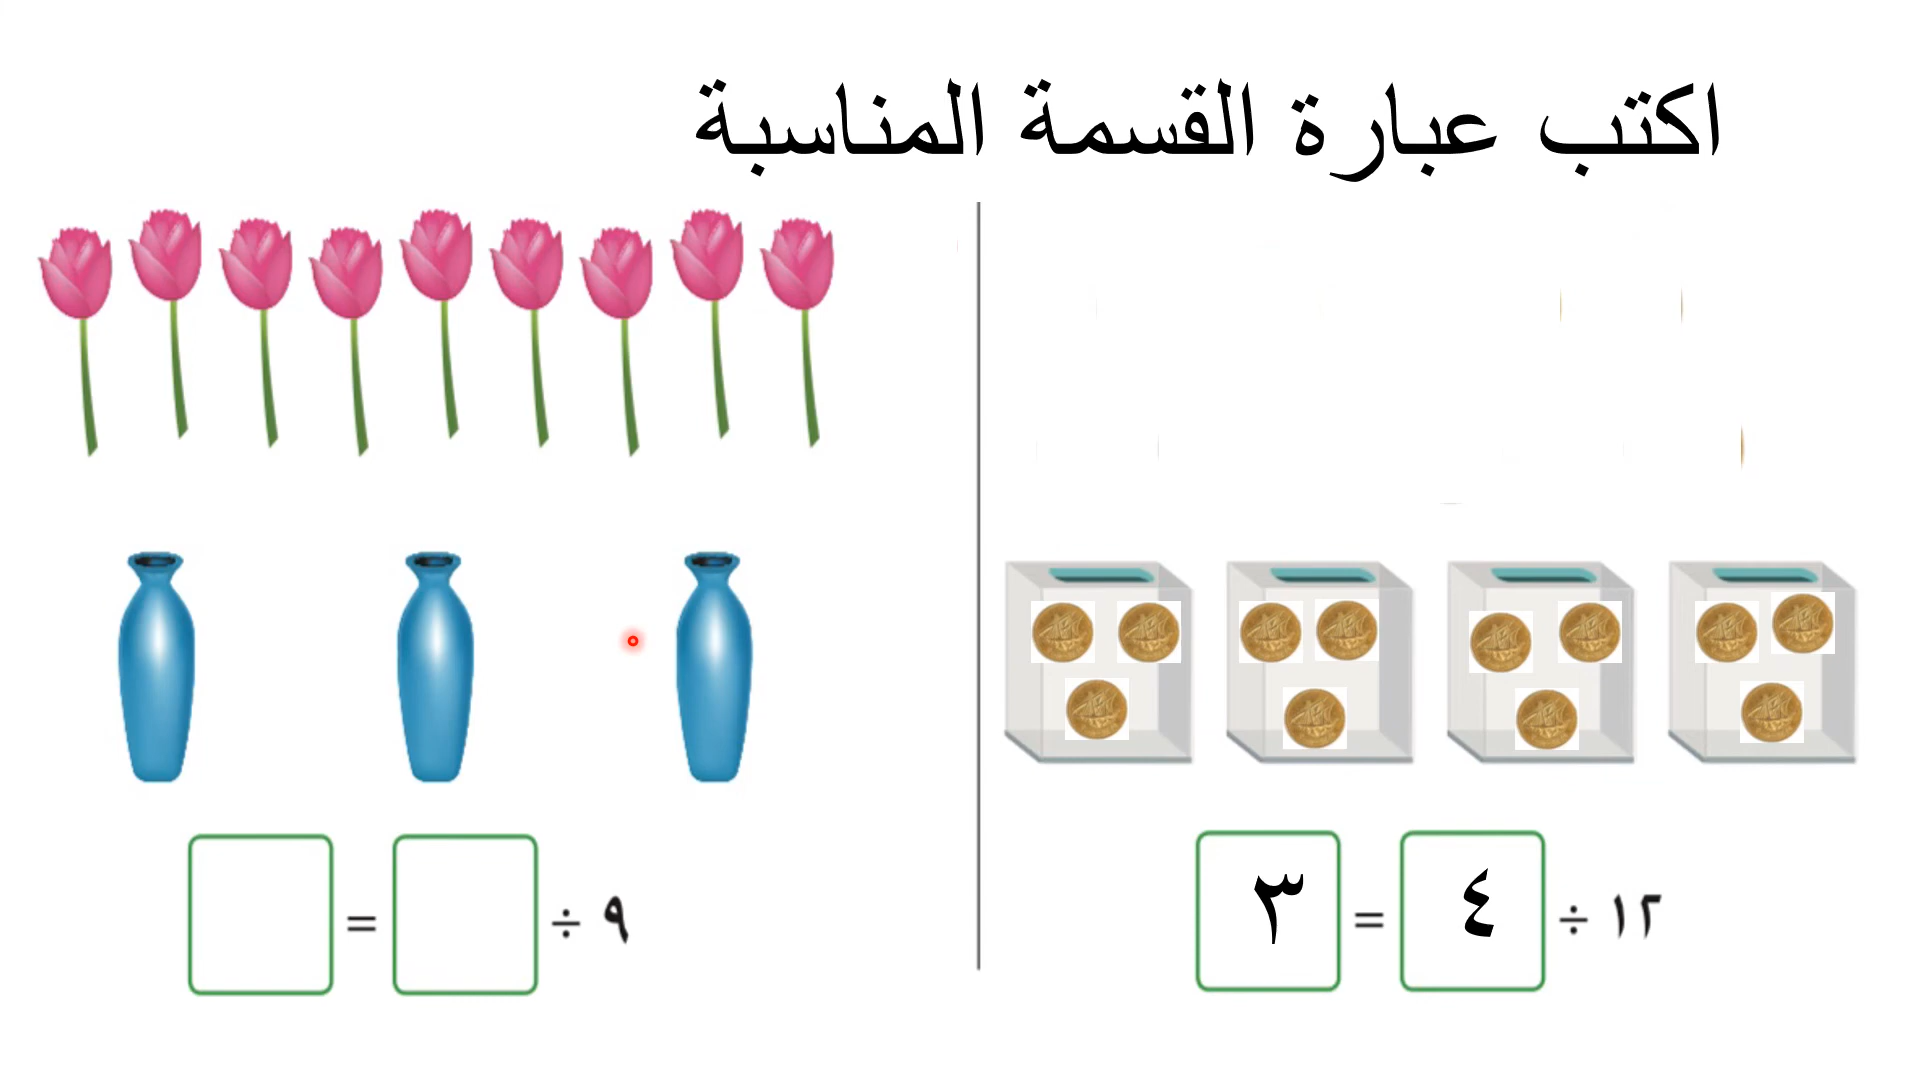 اكتب عبارة القسمة المناسبة
١٢ ÷ ٤ = ٣
٩ ÷ =